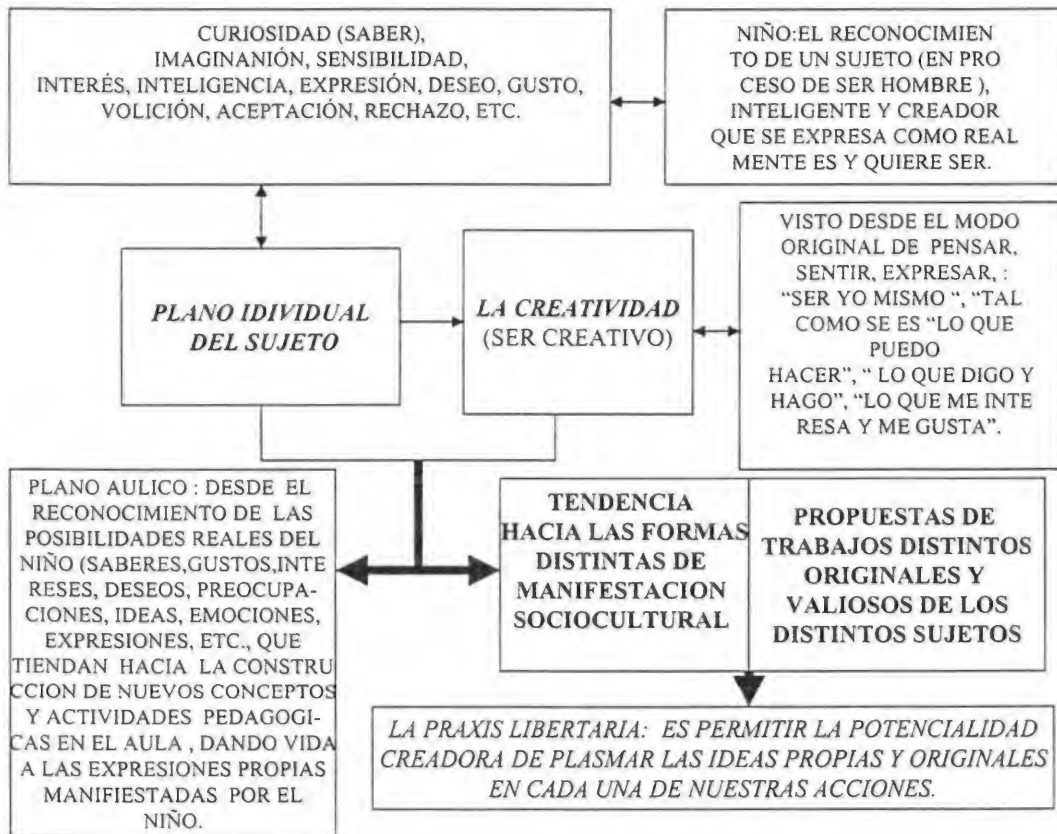 CURIOSIDAD (SABER),
IMAGINANIÓN, SENSIBILIDAD,
INTERÉS, INTELIGENCIA, EXPRESIÓN, DESEO, GUSTO,
VOLICIÓN, ACEPTACIÓN, RECHAZO, ETC.
NIÑO:EL RECONOCIMIEN
TO DE UN SUJETO (EN PRO
CESO DE SER HOMBRE ),
INTELIGENTE Y CREADOR
QUE SE EXPRESA COMO REAL
MENTE ES Y QUIERE SER.
PLANO IDIVIDUAL
DEL SUJETO
LA CREATIVIDAD
(SER CREATIVO)
VISTO DESDE EL MODO
ORIGINAL DE PENSAR,
SENTIR, EXPRESAR, :
“SER YO MISMO “, “TAL
COMO SE ES “LO QUE
PUEDO
HACER”, “ LO QUE DIGO Y
HAGO”, “LO QUE ME INTE
RESA Y ME GUSTA”.
PLANO AULICO : DESDE EL
RECONOCIMIENTO DE LAS
POSIBILIDADES REALES DEL
NIÑO (SABERES,GUSTOS,INTE
RESES, DESEOS, PREOCUPA-
CIONES, IDEAS, EMOCIONES,
EXPRESIONES, ETC., QUE
TIENDAN HACIA LA CONSTRU
CCION DE NUEVOS CONCEPTOS
Y ACTIVIDADES PEDAGOGI-
CAS EN EL AULA , DANDO VIDA
A LAS EXPRESIONES PROPIAS
MANIFIESTADAS POR EL
NIÑO.
TENDENCIA
HACIA LAS FORMAS
DISTINTAS DE
MANIFESTACION
SOCIOCULTURAL
PROPUESTAS DE
TRABAJOS DISTINTOS
ORIGINALES Y
VALIOSOS DE LOS
DISTINTOS SUJETOS
LA PRAXIS LIBERTARIA: ES PERMITIR LA POTENCIALIDAD
CREADORA DE PLASMAR LAS IDEAS PROPIAS Y ORIGINALES
EN CADA UNA DE NUESTRAS ACCIONES.